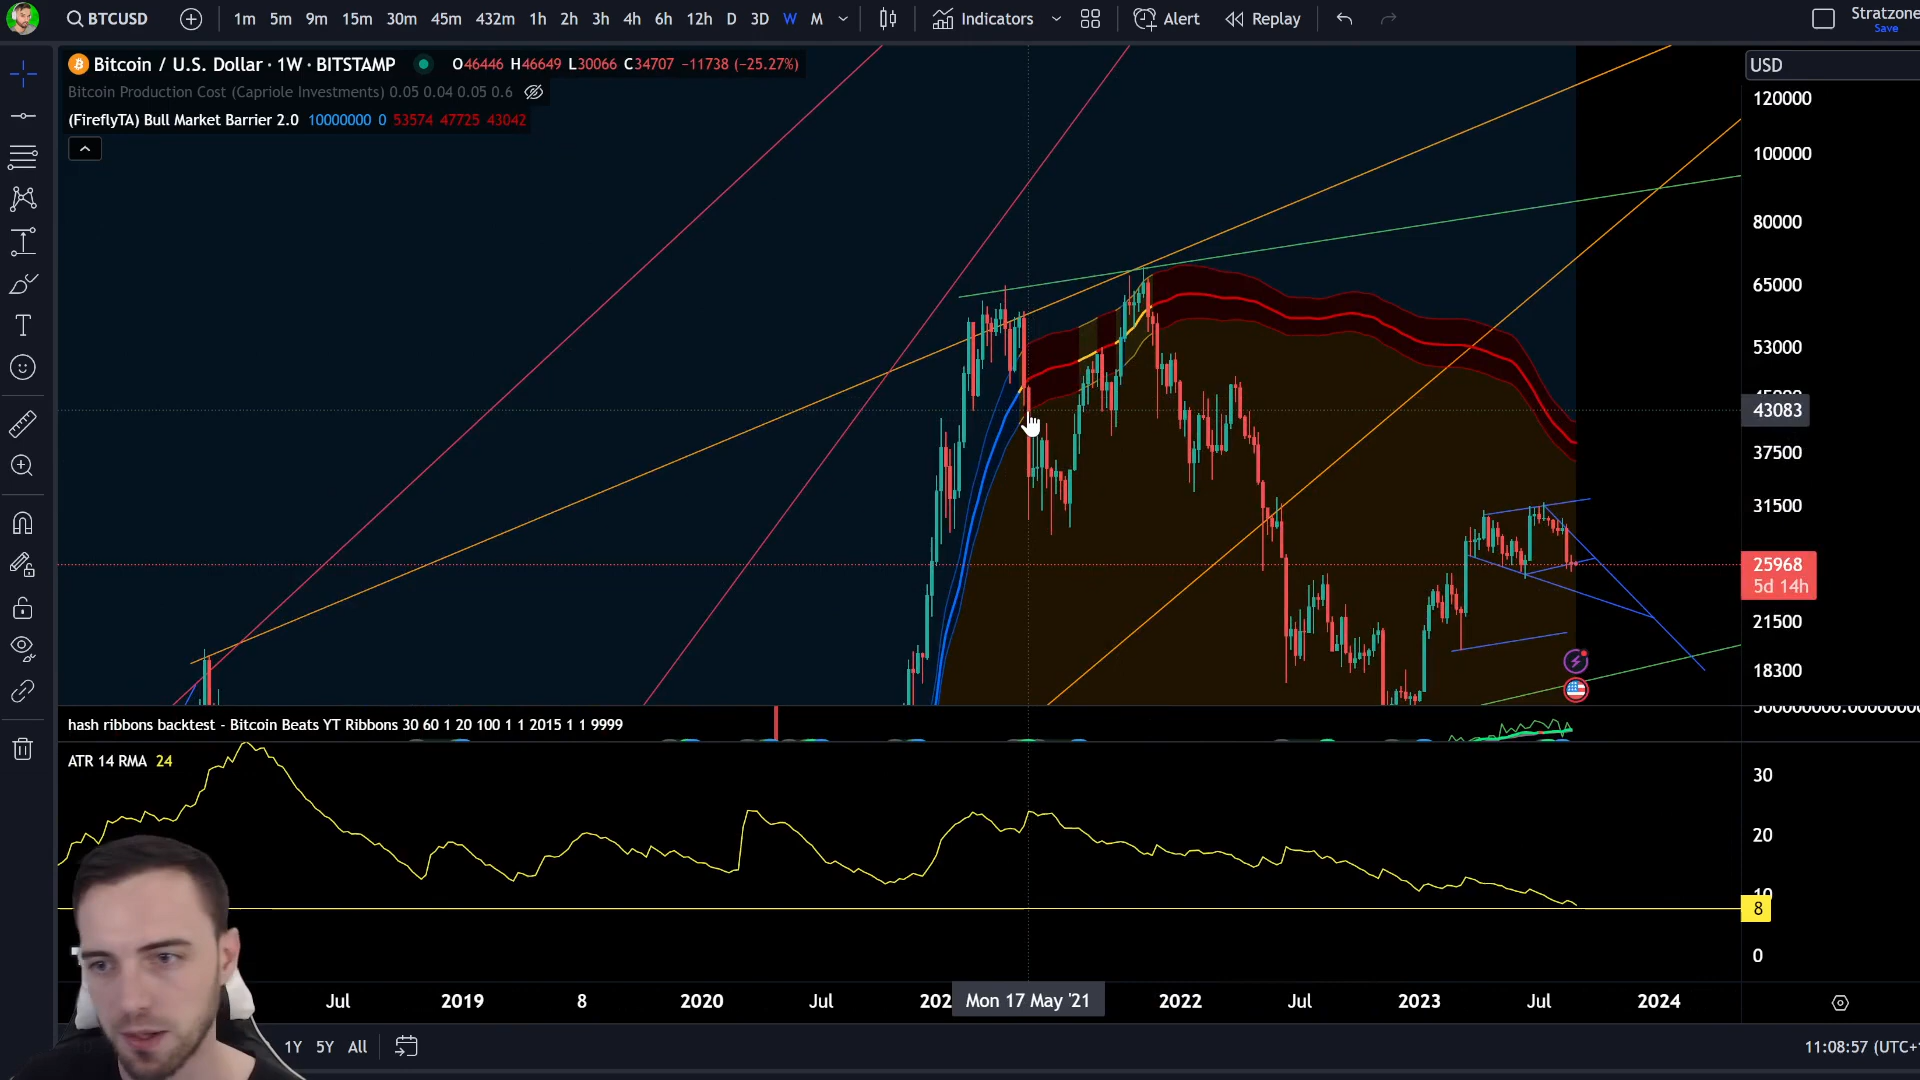 BTCUSD 1m 5m 9m 15m 30m 45m 432m 1h 2h 3h 4h 6h 12h D 3D W M Indicators Alert Replay Stratzone
Save
Bitcoin / U.S. Dollar · 1W · BITSTAMP O46446 H46649 L30066 C34707 −11738 (−25.27%)
USD
Bitcoin Production Cost (Capriole Investments) 0.05 0.04 0.05 0.6
(FireflyTA) Bull Market Barrier 2.0 10000000 0 53574 47725 43042
120000
100000
80000
65000
53000
43083
37500
31500
25968
5d 14h
21500
18300
hash ribbons backtest - Bitcoin Beats YT Ribbons 30 60 1 20 100 1 1 2015 1 1 9999
ATR 14 RMA 24
30
20
10
8
0
Jul 2019 8 2020 Jul 202 Mon 17 May '21 2022 Jul 2023 Jul 2024
1Y 5Y All
11:08:57 (UTC+